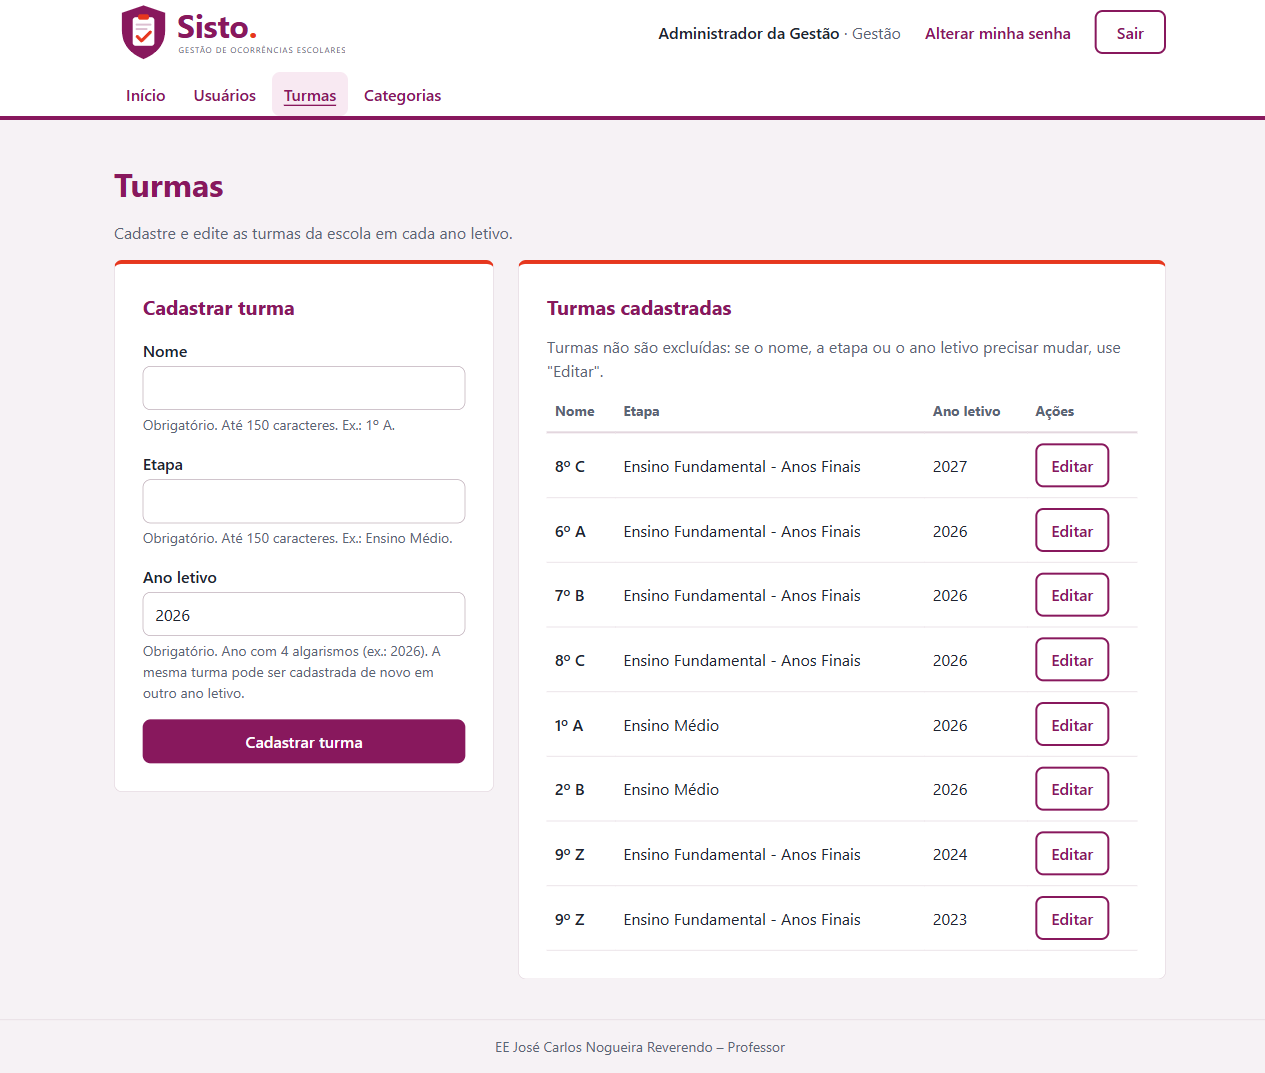 Sisto.
GESTÃO DE OCORRÊNCIAS ESCOLARES
Administrador da Gestão · Gestão
Alterar minha senha
Sair
Início
Usuários
Turmas
Categorias
Turmas
Cadastre e edite as turmas da escola em cada ano letivo.
Cadastrar turma
Nome
Obrigatório. Até 150 caracteres. Ex.: 1º A.
Etapa
Obrigatório. Até 150 caracteres. Ex.: Ensino Médio.
Ano letivo
2026
Obrigatório. Ano com 4 algarismos (ex.: 2026). A
mesma turma pode ser cadastrada de novo em
outro ano letivo.
Cadastrar turma
Turmas cadastradas
Turmas não são excluídas: se o nome, a etapa ou o ano letivo precisar mudar, use
"Editar".
Nome Etapa Ano letivo Ações
8º C Ensino Fundamental - Anos Finais 2027 Editar
6º A Ensino Fundamental - Anos Finais 2026 Editar
7º B Ensino Fundamental - Anos Finais 2026 Editar
8º C Ensino Fundamental - Anos Finais 2026 Editar
1º A Ensino Médio 2026 Editar
2º B Ensino Médio 2026 Editar
9º Z Ensino Fundamental - Anos Finais 2024 Editar
9º Z Ensino Fundamental - Anos Finais 2023 Editar
EE José Carlos Nogueira Reverendo – Professor